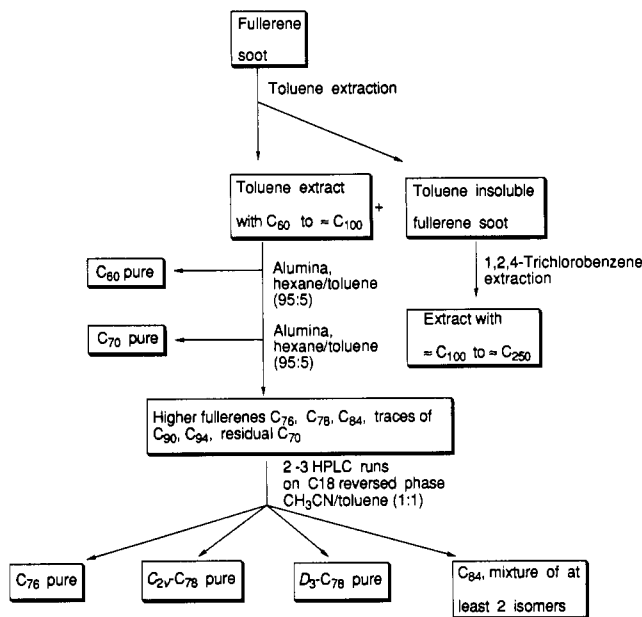 Fullerene
soot
Toluene extraction
Toluene extract
with C60 to ≈ C100
+
Toluene insoluble
fullerene soot
C60 pure
Alumina,
hexane/toluene
(95:5)
1,2,4-Trichlorobenzene
extraction
C70 pure
Alumina,
hexane/toluene
(95:5)
Extract with
≈ C100 to ≈ C250
Higher fullerenes C76, C78, C84, traces of
C90, C94, residual C70
2-3 HPLC runs
on C18 reversed phase
CH3CN/toluene (1:1)
C76 pure
C2v-C78 pure
D3-C78 pure
C84, mixture of at
least 2 isomers